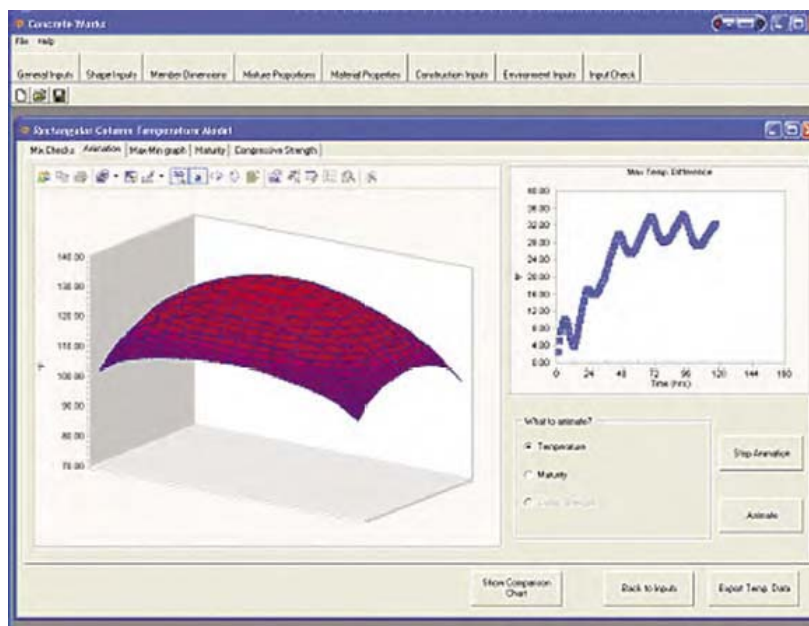 Concrete Works
File Help
General Inputs Shape Inputs Member Dimensions Mixture Proportions Material Properties Construction Inputs Environment Inputs Input Check
Rectangular Column Temperature Model
Mix Checks Animation Max-Min graph Maturity Compressive Strength
140.00
130.00
120.00
110.00
100.00
90.00
80.00
70.00
°F
Max Temp. Difference
40.00
36.00
32.00
28.00
24.00
20.00
16.00
12.00
8.00
4.00
0.00
°F
0 24 48 72 96 120 144 168
Time (hrs)
What to animate?
Temperature
Maturity
Stop Animation
Animate
Show Comparison
Chart
Back to Inputs
Export Temp. Data